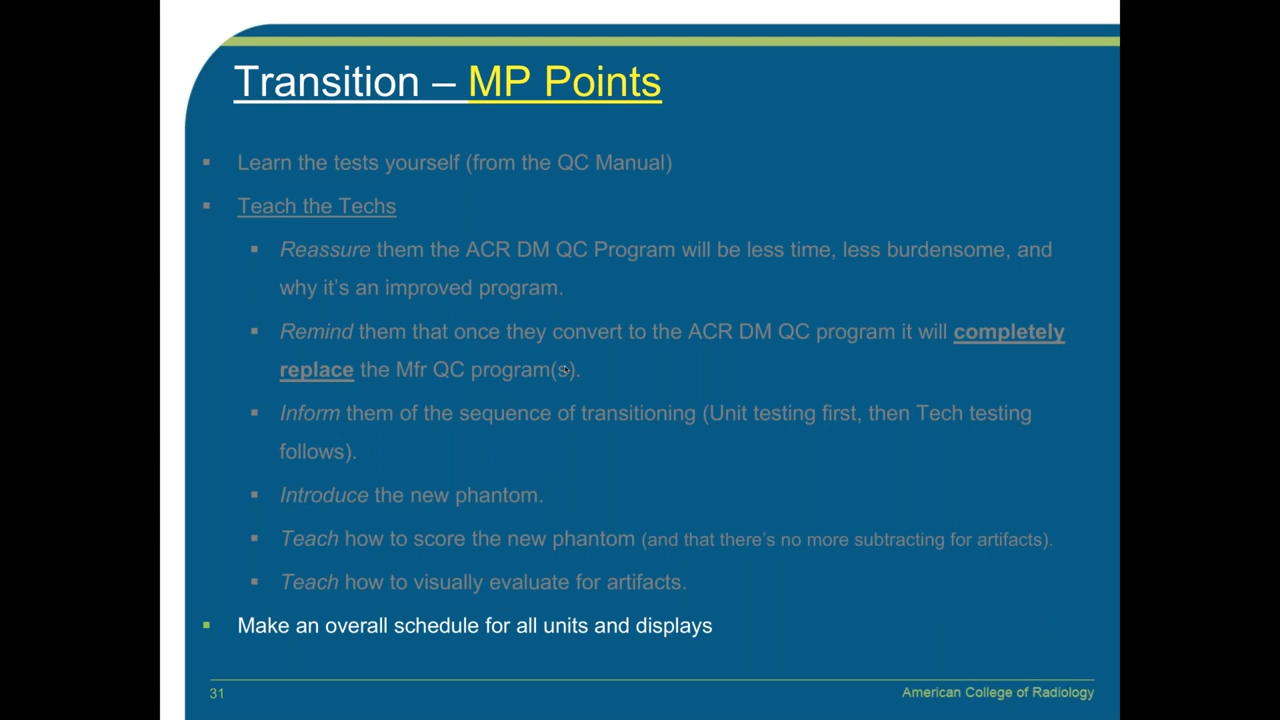 Transition – MP Points
▪ Learn the tests yourself (from the QC Manual)
▪ Teach the Techs
▪ Reassure them the ACR DM QC Program will be less time, less burdensome, and
why it's an improved program.
▪ Remind them that once they convert to the ACR DM QC program it will completely
replace the Mfr QC program(s).
▪ Inform them of the sequence of transitioning (Unit testing first, then Tech testing
follows).
▪ Introduce the new phantom.
▪ Teach how to score the new phantom (and that there's no more subtracting for artifacts).
▪ Teach how to visually evaluate for artifacts.
▪ Make an overall schedule for all units and displays
31
American College of Radiology